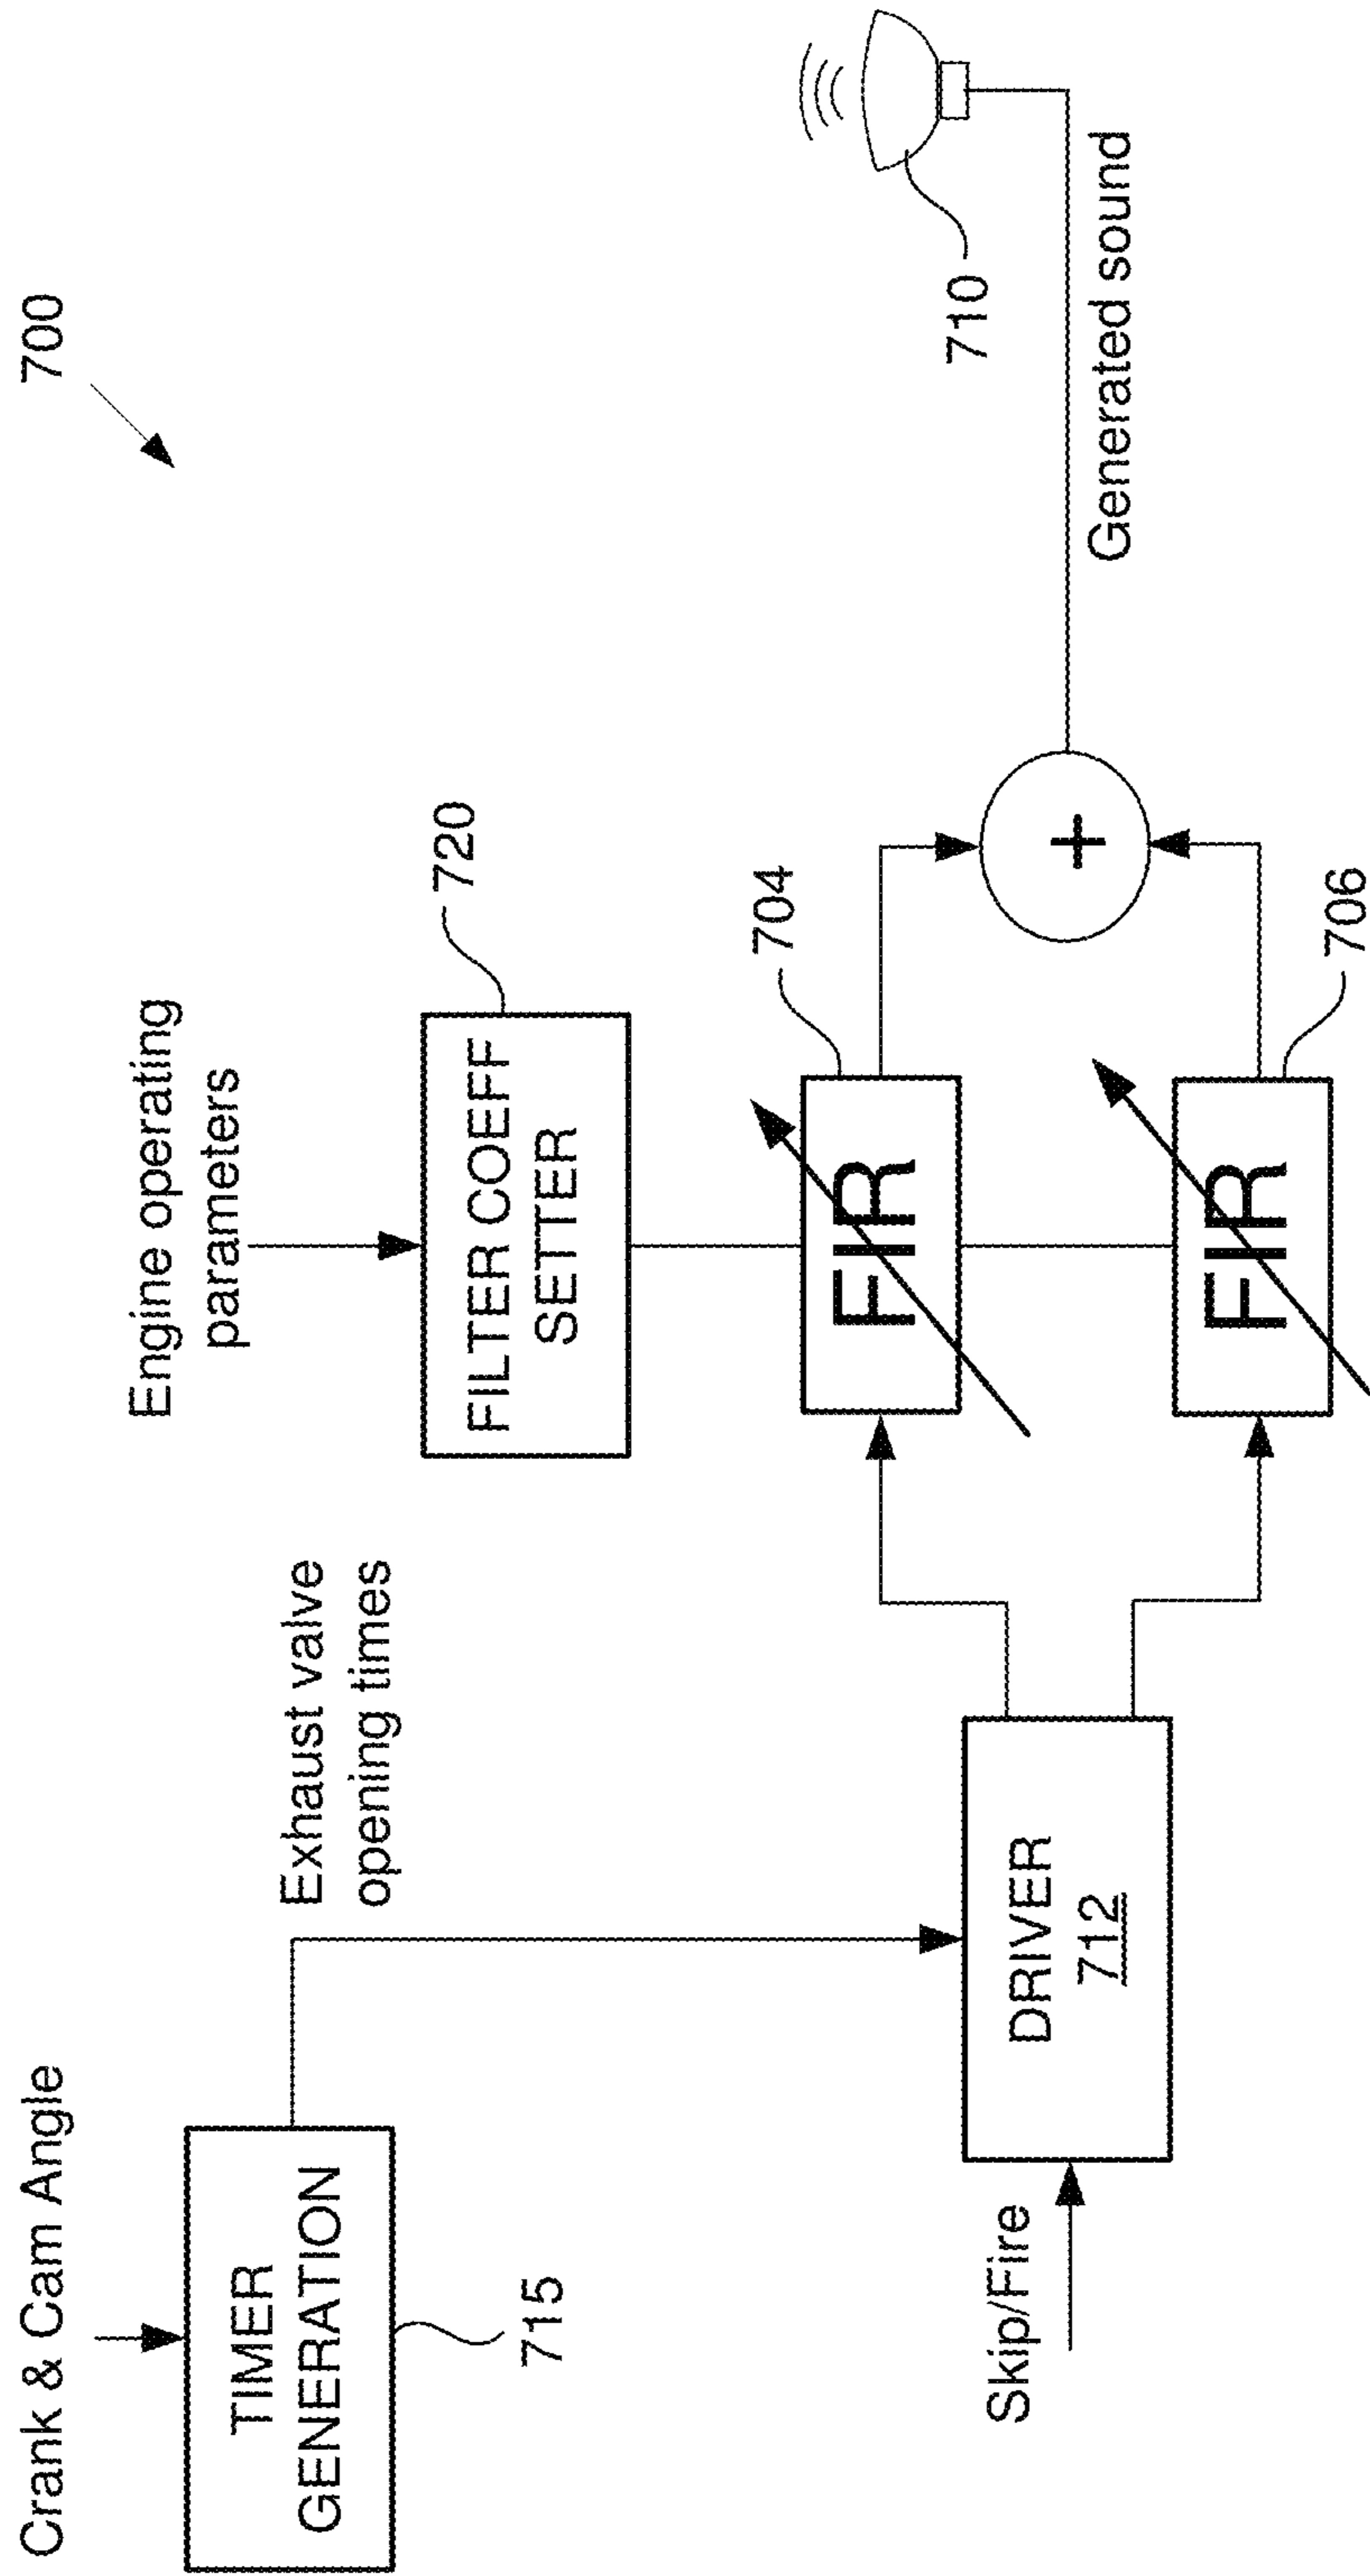 700
Crank & Cam Angle
TIMER
GENERATION
715
Exhaust valve
opening times
Engine operating
parameters
FILTER COEFF
SETTER
720
Skip/Fire
DRIVER
712
FIR
704
FIR
706
+
Generated sound
710